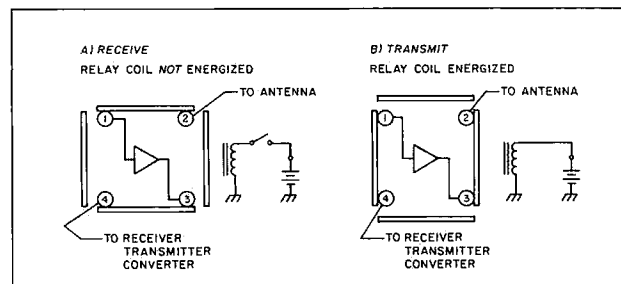 A) RECEIVE
RELAY COIL NOT ENERGIZED
TO ANTENNA
1
2
4
3
TO RECEIVER
TRANSMITTER
CONVERTER
B) TRANSMIT
RELAY COIL ENERGIZED
TO ANTENNA
1
2
4
3
TO RECEIVER
TRANSMITTER
CONVERTER